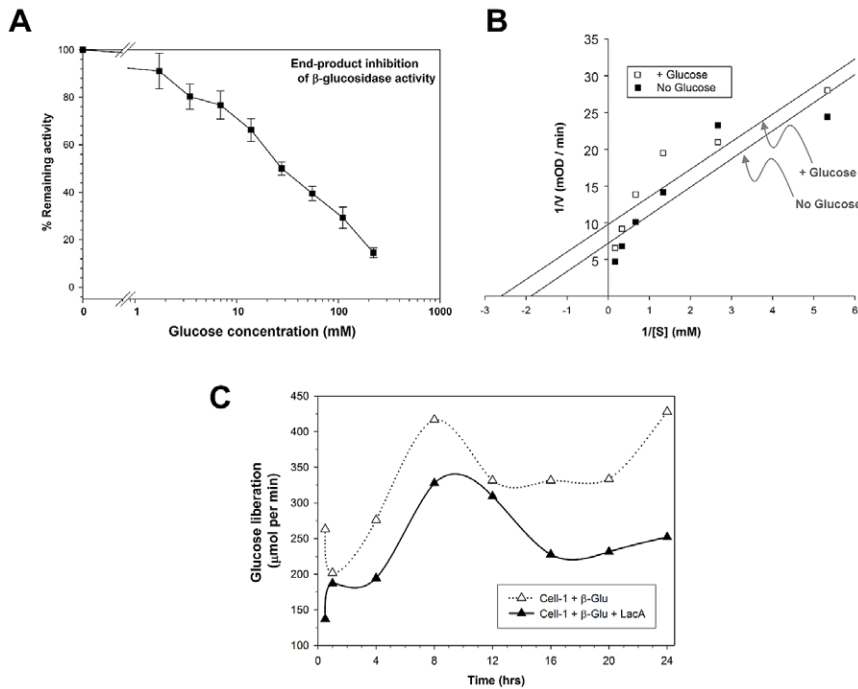 A
End-product inhibition
of β-glucosidase activity
% Remaining activity
100
80
60
40
20
0
0 1 10 100 1000
Glucose concentration (mM)
B
+ Glucose
No Glucose
1/V (mOD / min)
35
30
25
20
15
10
5
+ Glucose
No Glucose
-3 -2 -1 0 1 2 3 4 5 6
1/[S] (mM)
C
Glucose liberation
(μmol per min)
450
400
350
300
250
200
150
100
Cell-1 + β-Glu
Cell-1 + β-Glu + LacA
0 4 8 12 16 20 24
Time (hrs)